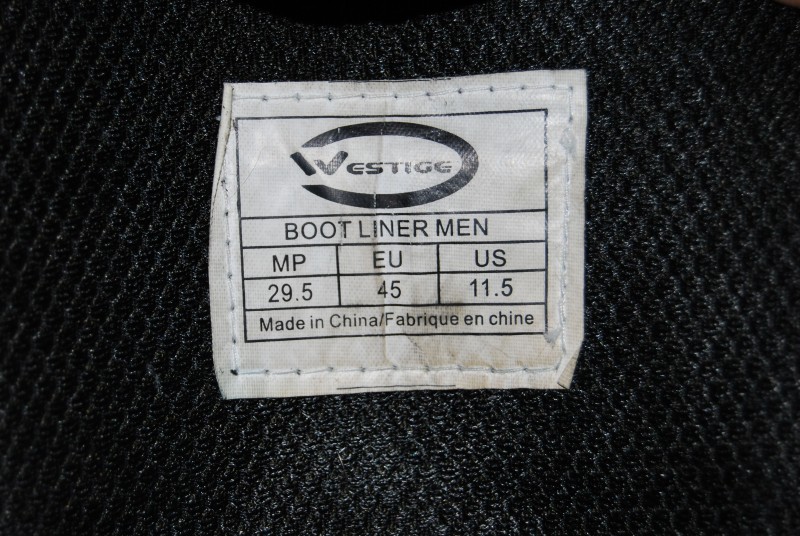 WESTIGE
BOOT LINER MEN
MP EU US
29.5 45 11.5
Made in China/Fabrique en chine